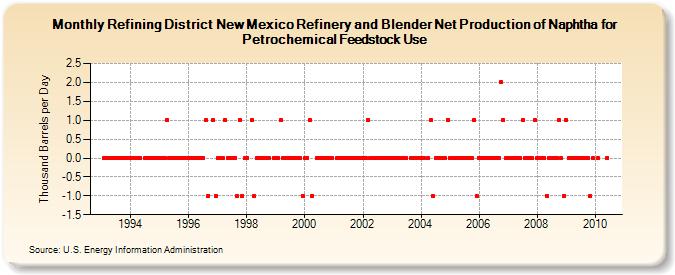 Monthly Refining District New Mexico Refinery and Blender Net Production of Naphtha for
Petrochemical Feedstock Use
Thousand Barrels per Day
2.5
2.0
1.5
1.0
0.5
0.0
-0.5
-1.0
-1.5
1994 1996 1998 2000 2002 2004 2006 2008 2010
Source: U.S. Energy Information Administration